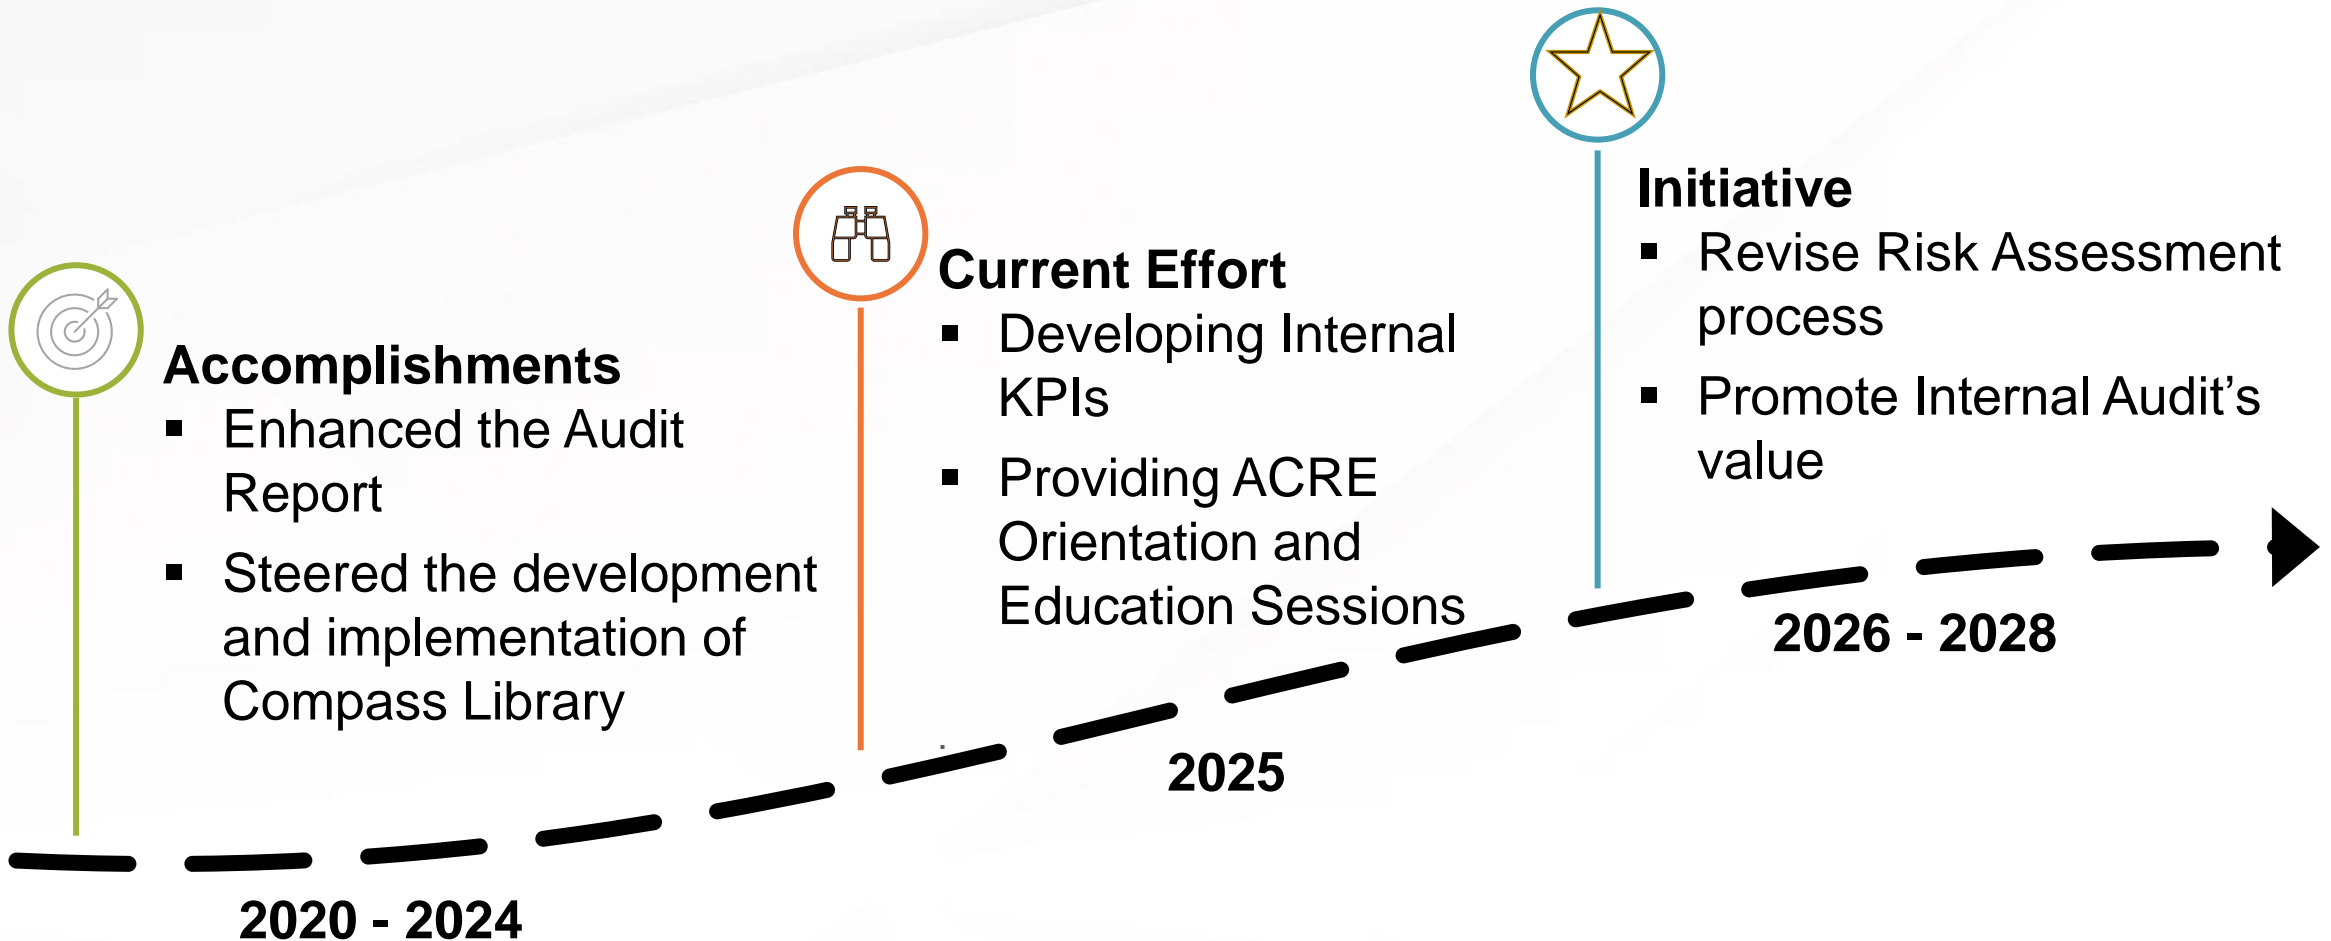 Accomplishments
▪ Enhanced the Audit
Report
▪ Steered the development
and implementation of
Compass Library
2020 - 2024
Current Effort
▪ Developing Internal
KPIs
▪ Providing ACRE
Orientation and
Education Sessions
.
2025
Initiative
▪ Revise Risk Assessment
process
▪ Promote Internal Audit’s
value
2026 - 2028